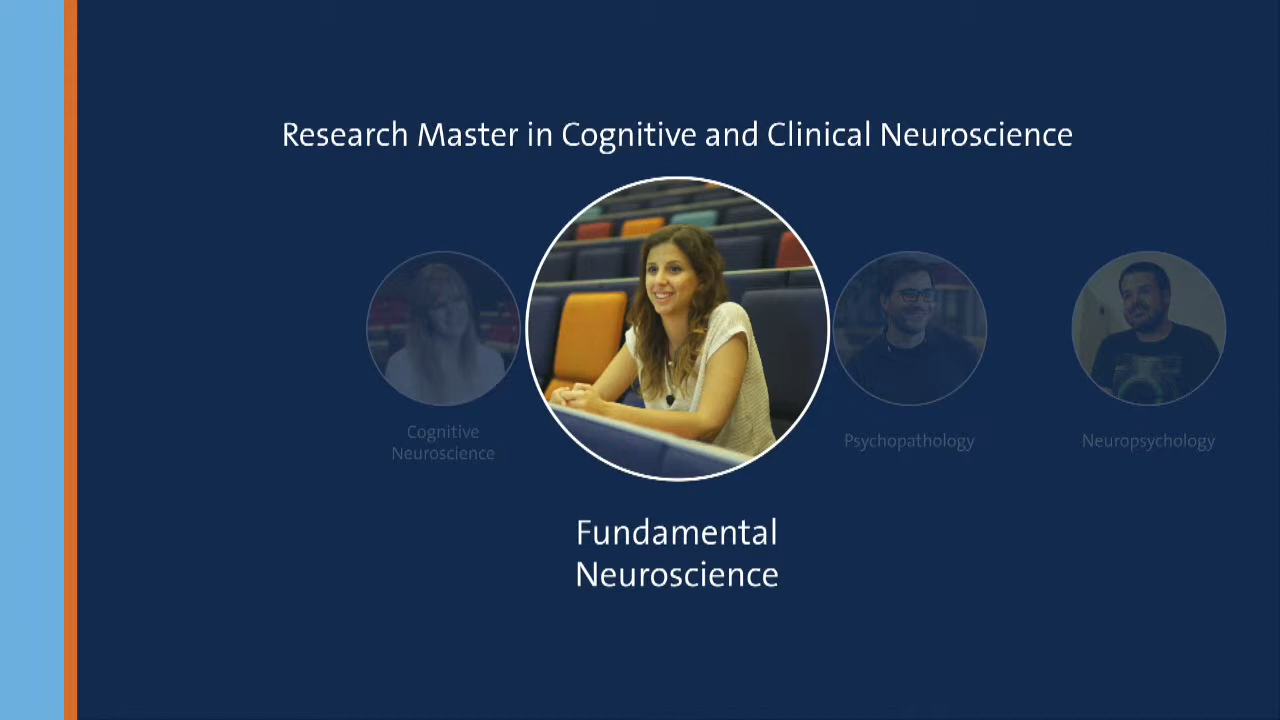 Research Master in Cognitive and Clinical Neuroscience
Cognitive
Neuroscience
Psychopathology
Neuropsychology
Fundamental
Neuroscience